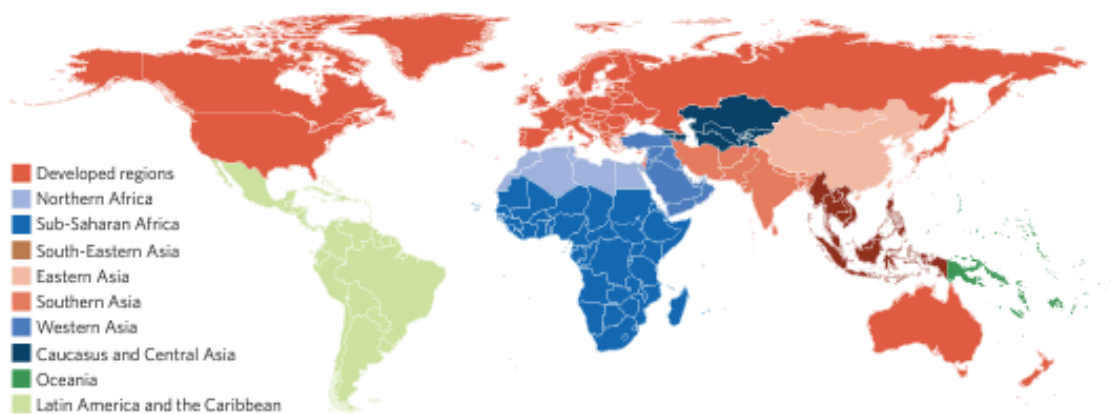 Developed regions
Northern Africa
Sub-Saharan Africa
South-Eastern Asia
Eastern Asia
Southern Asia
Western Asia
Caucasus and Central Asia
Oceania
Latin America and the Caribbean